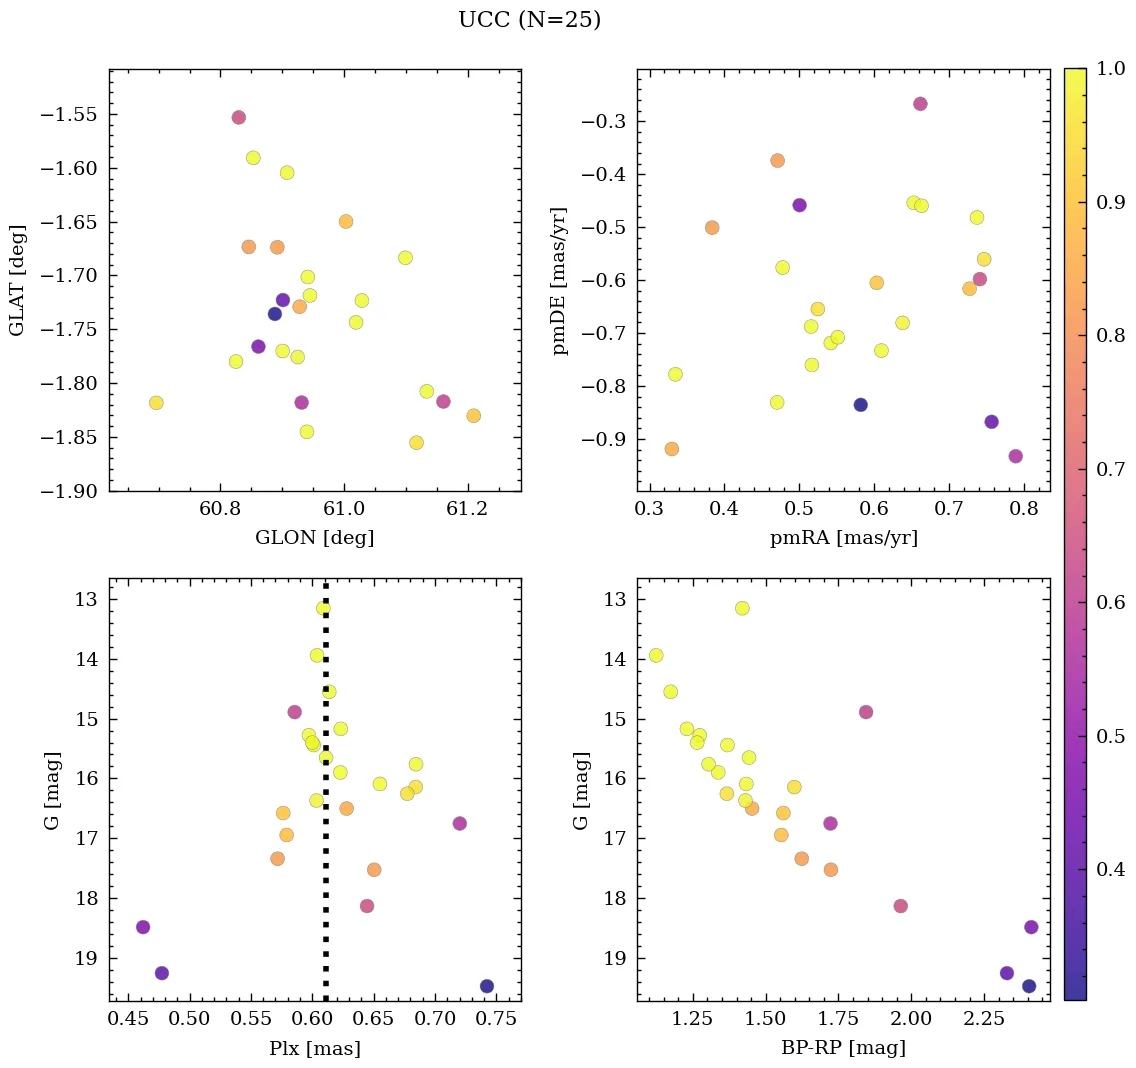 UCC (N=25)
−1.55
−1.60
−1.65
−1.70
−1.75
−1.80
−1.85
−1.90
GLAT [deg]
60.8 61.0 61.2
GLON [deg]
−0.3
−0.4
−0.5
−0.6
−0.7
−0.8
−0.9
pmDE [mas/yr]
0.3 0.4 0.5 0.6 0.7 0.8
pmRA [mas/yr]
13
14
15
16
17
18
19
G [mag]
0.45 0.50 0.55 0.60 0.65 0.70 0.75
Plx [mas]
13
14
15
16
17
18
19
G [mag]
1.25 1.50 1.75 2.00 2.25
BP-RP [mag]
1.0
0.9
0.8
0.7
0.6
0.5
0.4